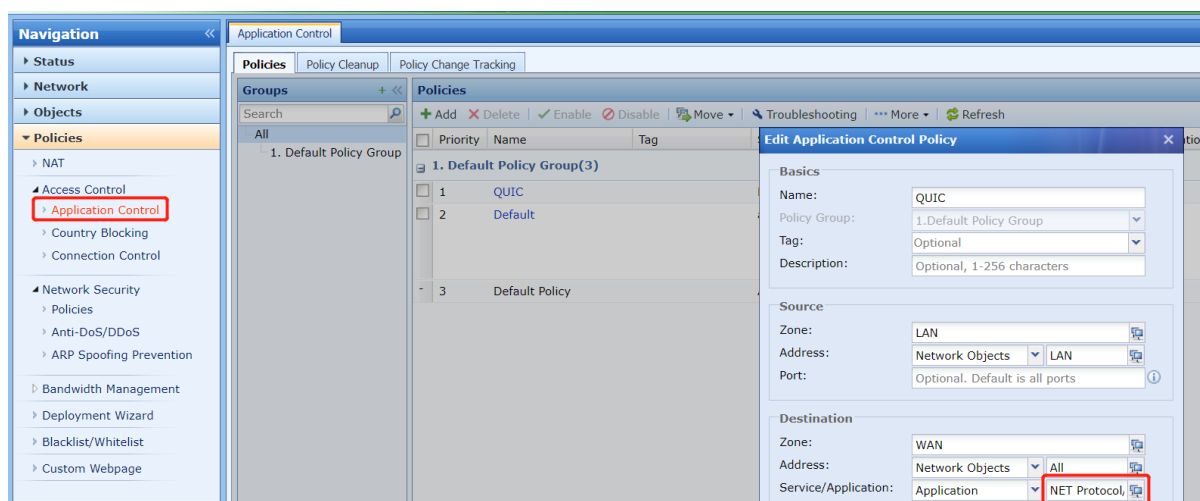 Navigation
Status
Network
Objects
Policies
NAT
Access Control
Application Control
Country Blocking
Connection Control
Network Security
Policies
Anti-DoS/DDoS
ARP Spoofing Prevention
Bandwidth Management
Deployment Wizard
Blacklist/Whitelist
Custom Webpage
Application Control
Policies Policy Cleanup Policy Change Tracking
Groups
Search
All
1. Default Policy Group
Policies
Add Delete Enable Disable Move Troubleshooting More Refresh
Priority Name Tag
1. Default Policy Group(3)
1 QUIC
2 Default
- 3 Default Policy
Edit Application Control Policy
Basics
Name: QUIC
Policy Group: 1.Default Policy Group
Tag: Optional
Description: Optional, 1-256 characters
Source
Zone: LAN
Address: Network Objects LAN
Port: Optional. Default is all ports
Destination
Zone: WAN
Address: Network Objects All
Service/Application: Application NET Protocol,